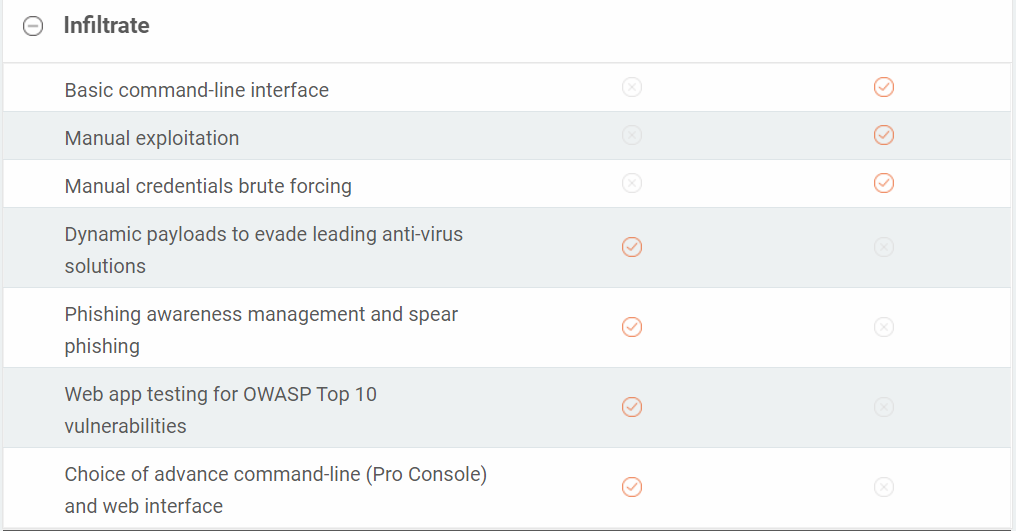 Infiltrate
Basic command-line interface
Manual exploitation
Manual credentials brute forcing
Dynamic payloads to evade leading anti-virus
solutions
Phishing awareness management and spear
phishing
Web app testing for OWASP Top 10
vulnerabilities
Choice of advance command-line (Pro Console)
and web interface